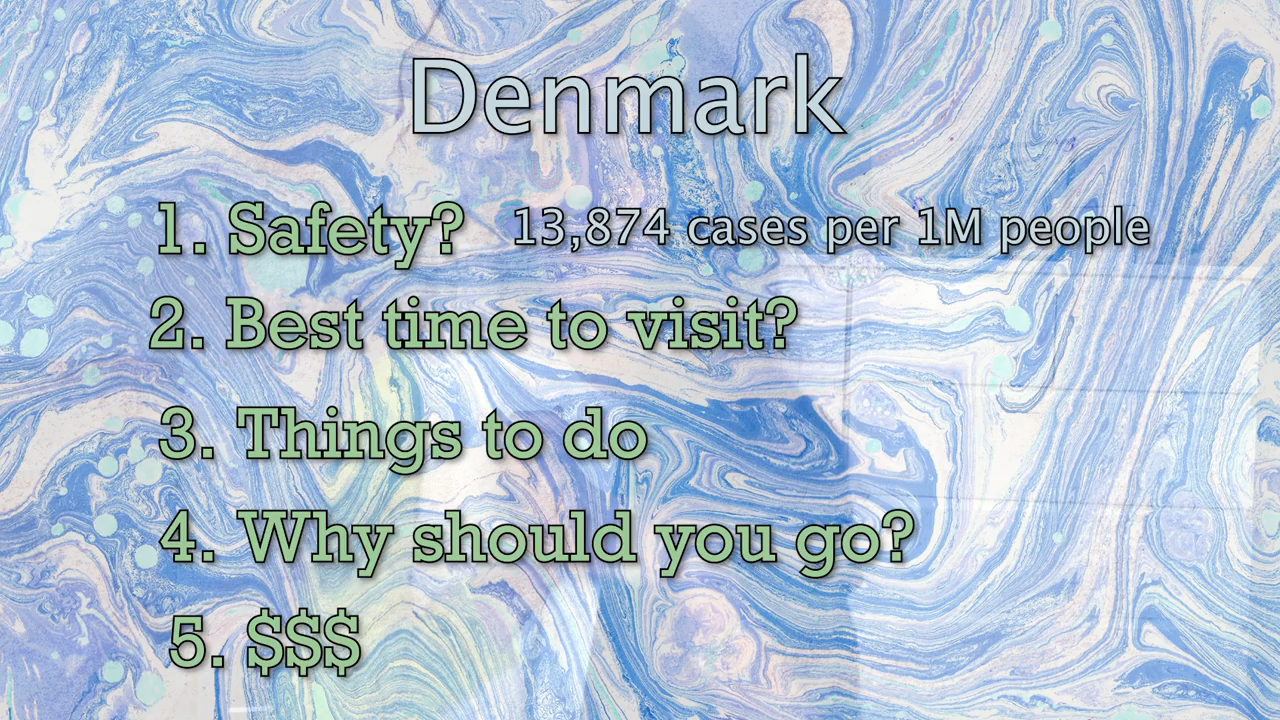 Denmark
1. Safety? 13,874 cases per 1M people
2. Best time to visit?
3. Things to do
4. Why should you go?
5. $$$